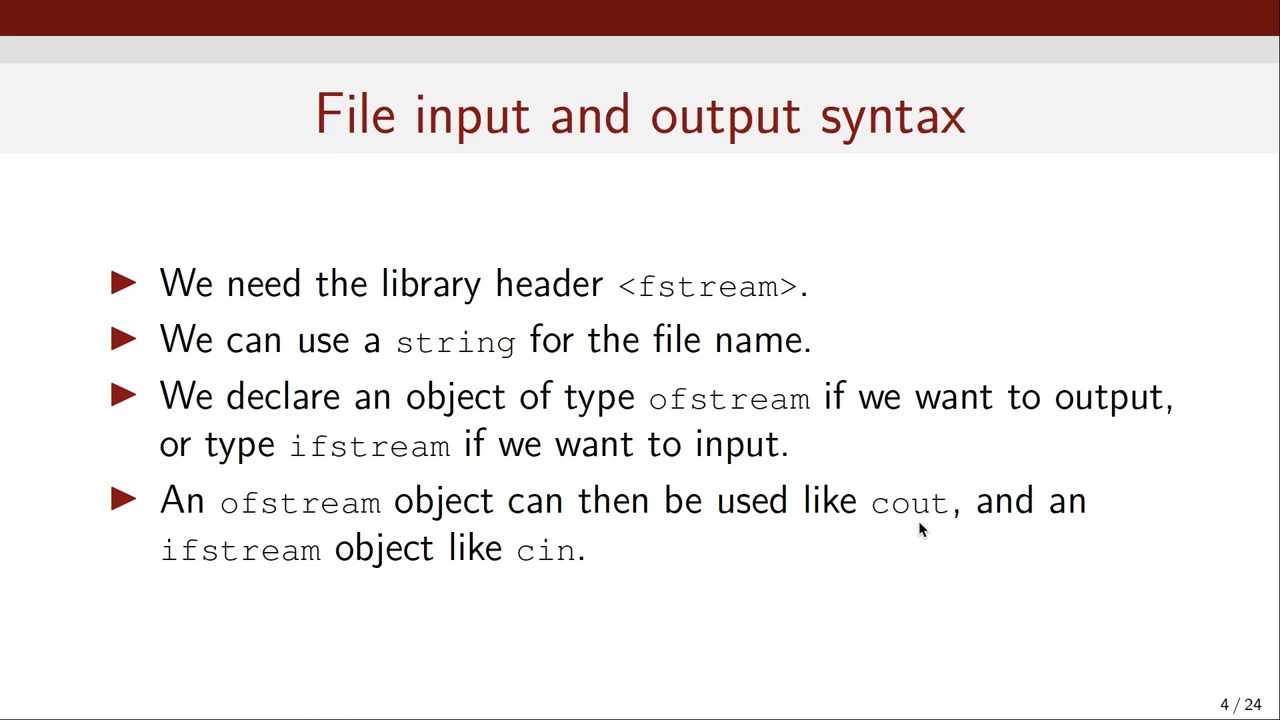 File input and output syntax
We need the library header <fstream>.
We can use a string for the file name.
We declare an object of type ofstream if we want to output,
or type ifstream if we want to input.
An ofstream object can then be used like cout, and an
ifstream object like cin.
4 / 24